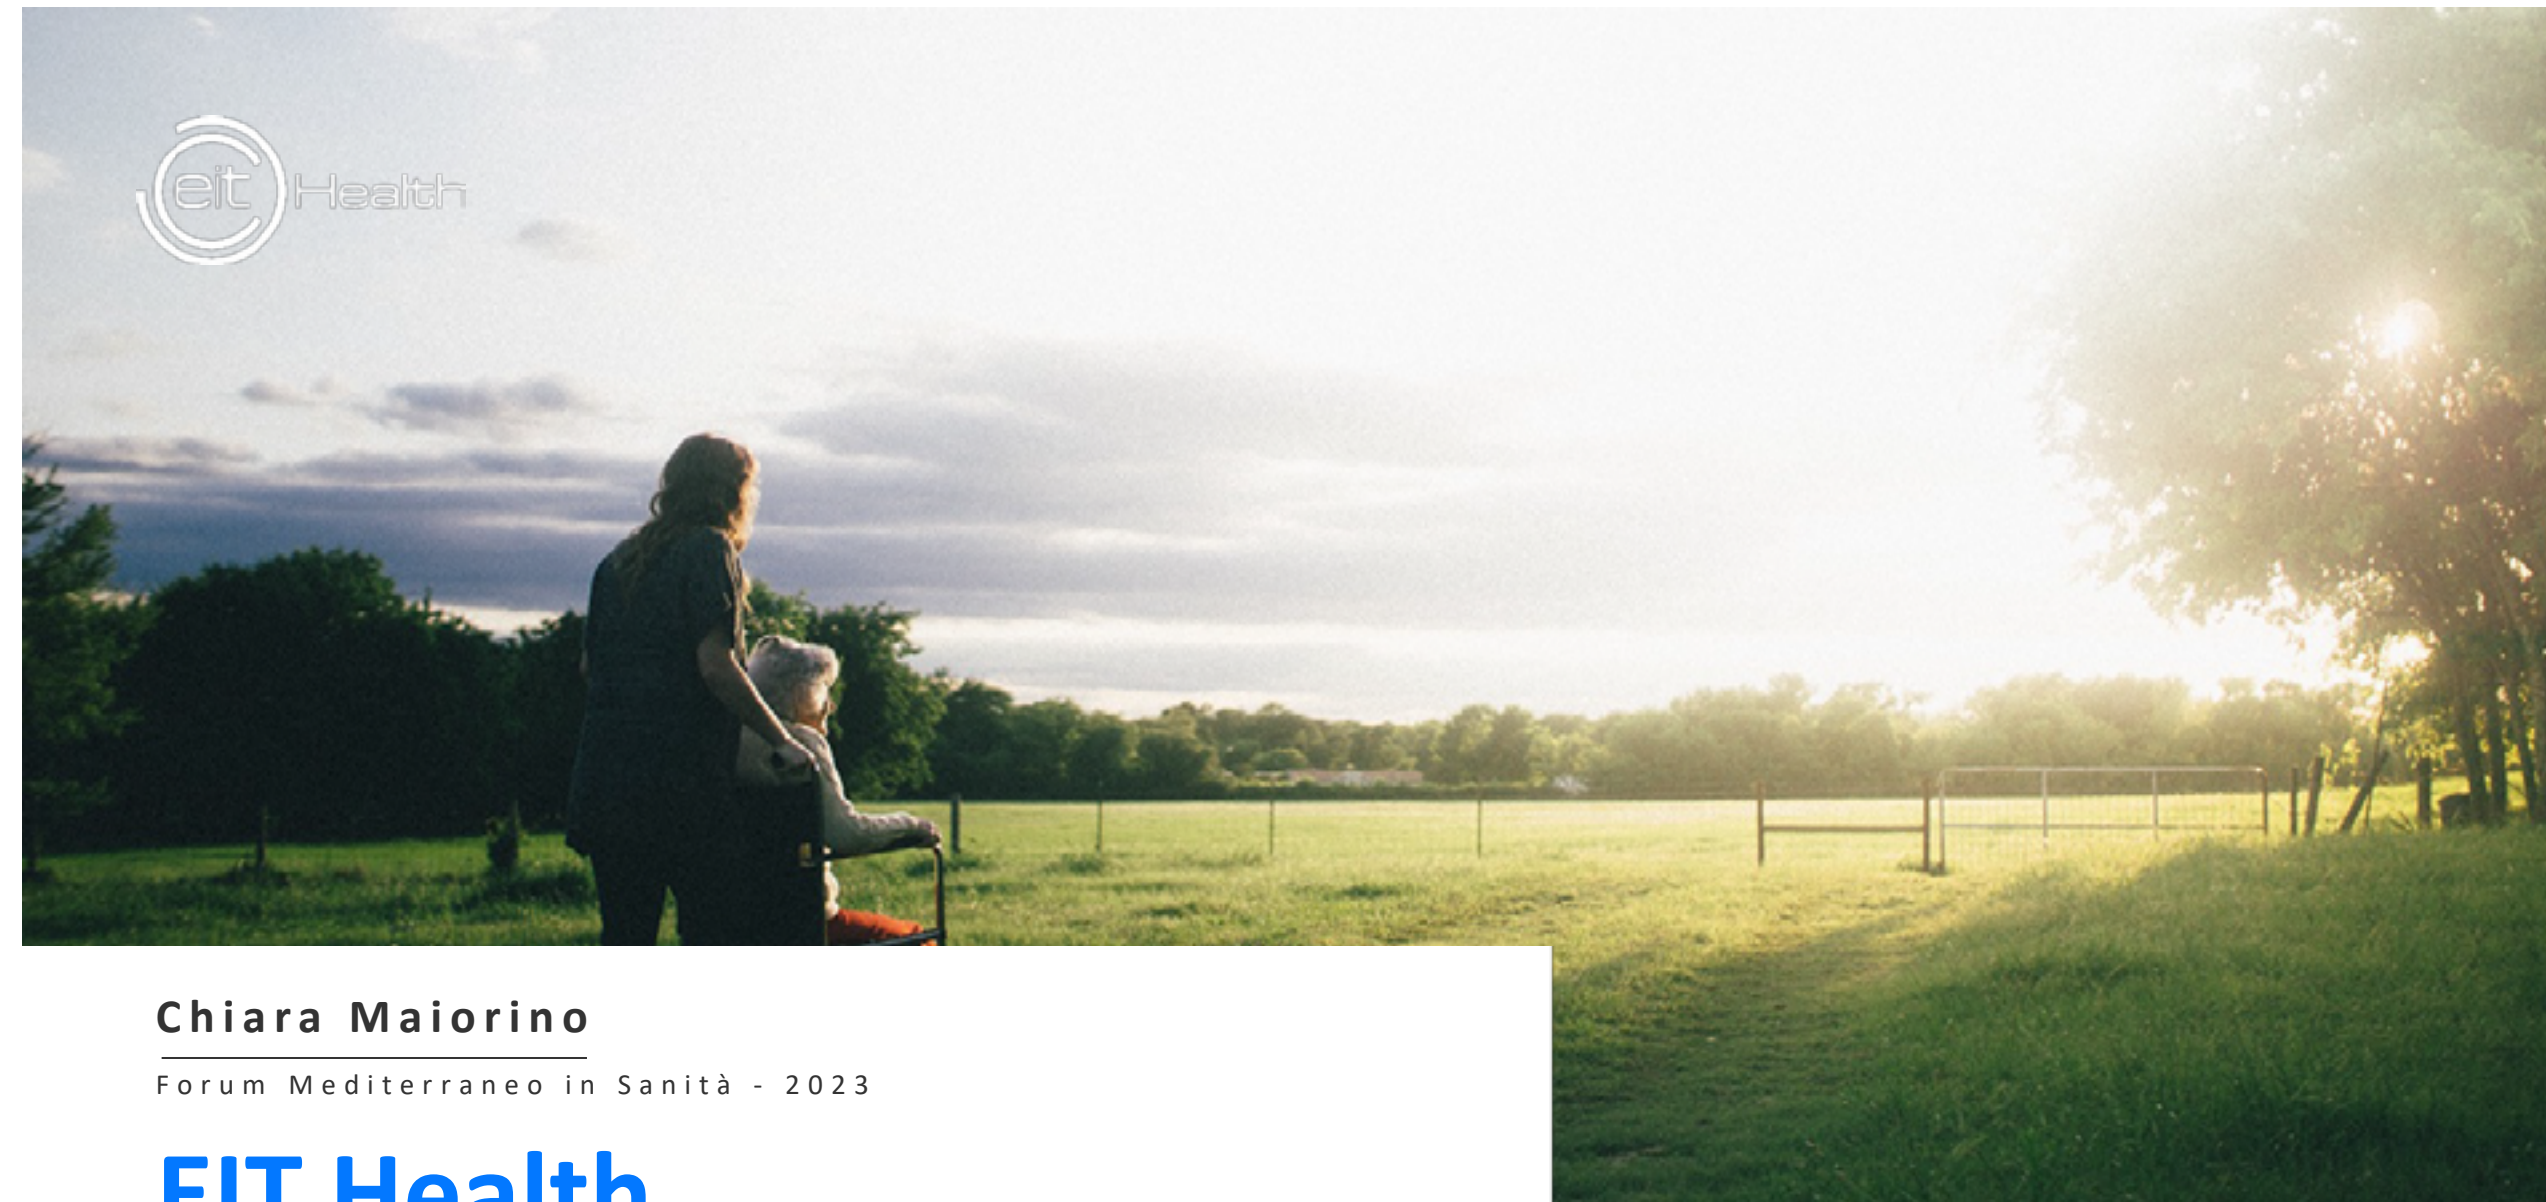 eit Health
Chiara Maiorino
Forum Mediterraneo in Sanità - 2023
EIT Health